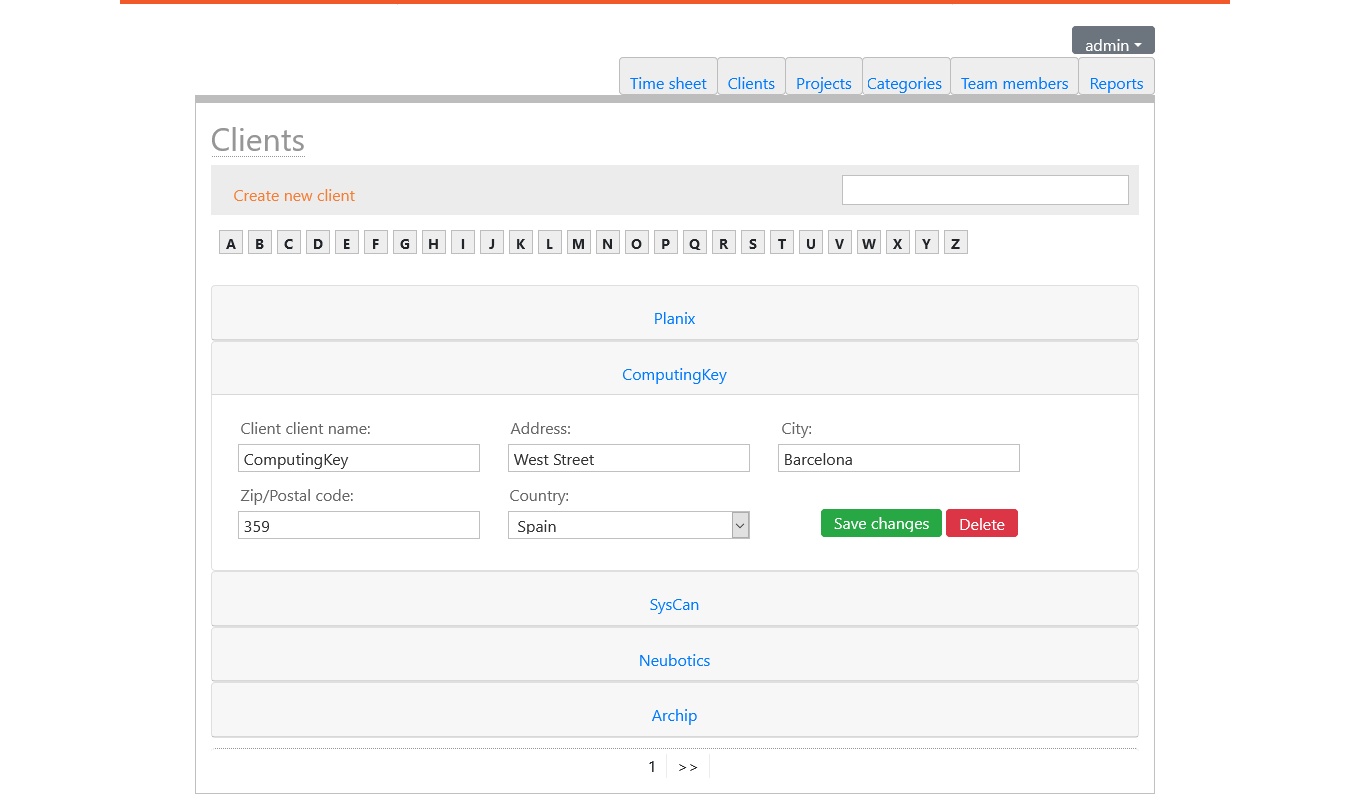 admin
Time sheet Clients Projects Categories Team members Reports
Clients
Create new client
A B C D E F G H I J K L M N O P Q R S T U V W X Y Z
Planix
ComputingKey
Client client name: Address: City:
ComputingKey West Street Barcelona
Zip/Postal code: Country:
359 Spain Save changes Delete
SysCan
Neubotics
Archip
1 >>